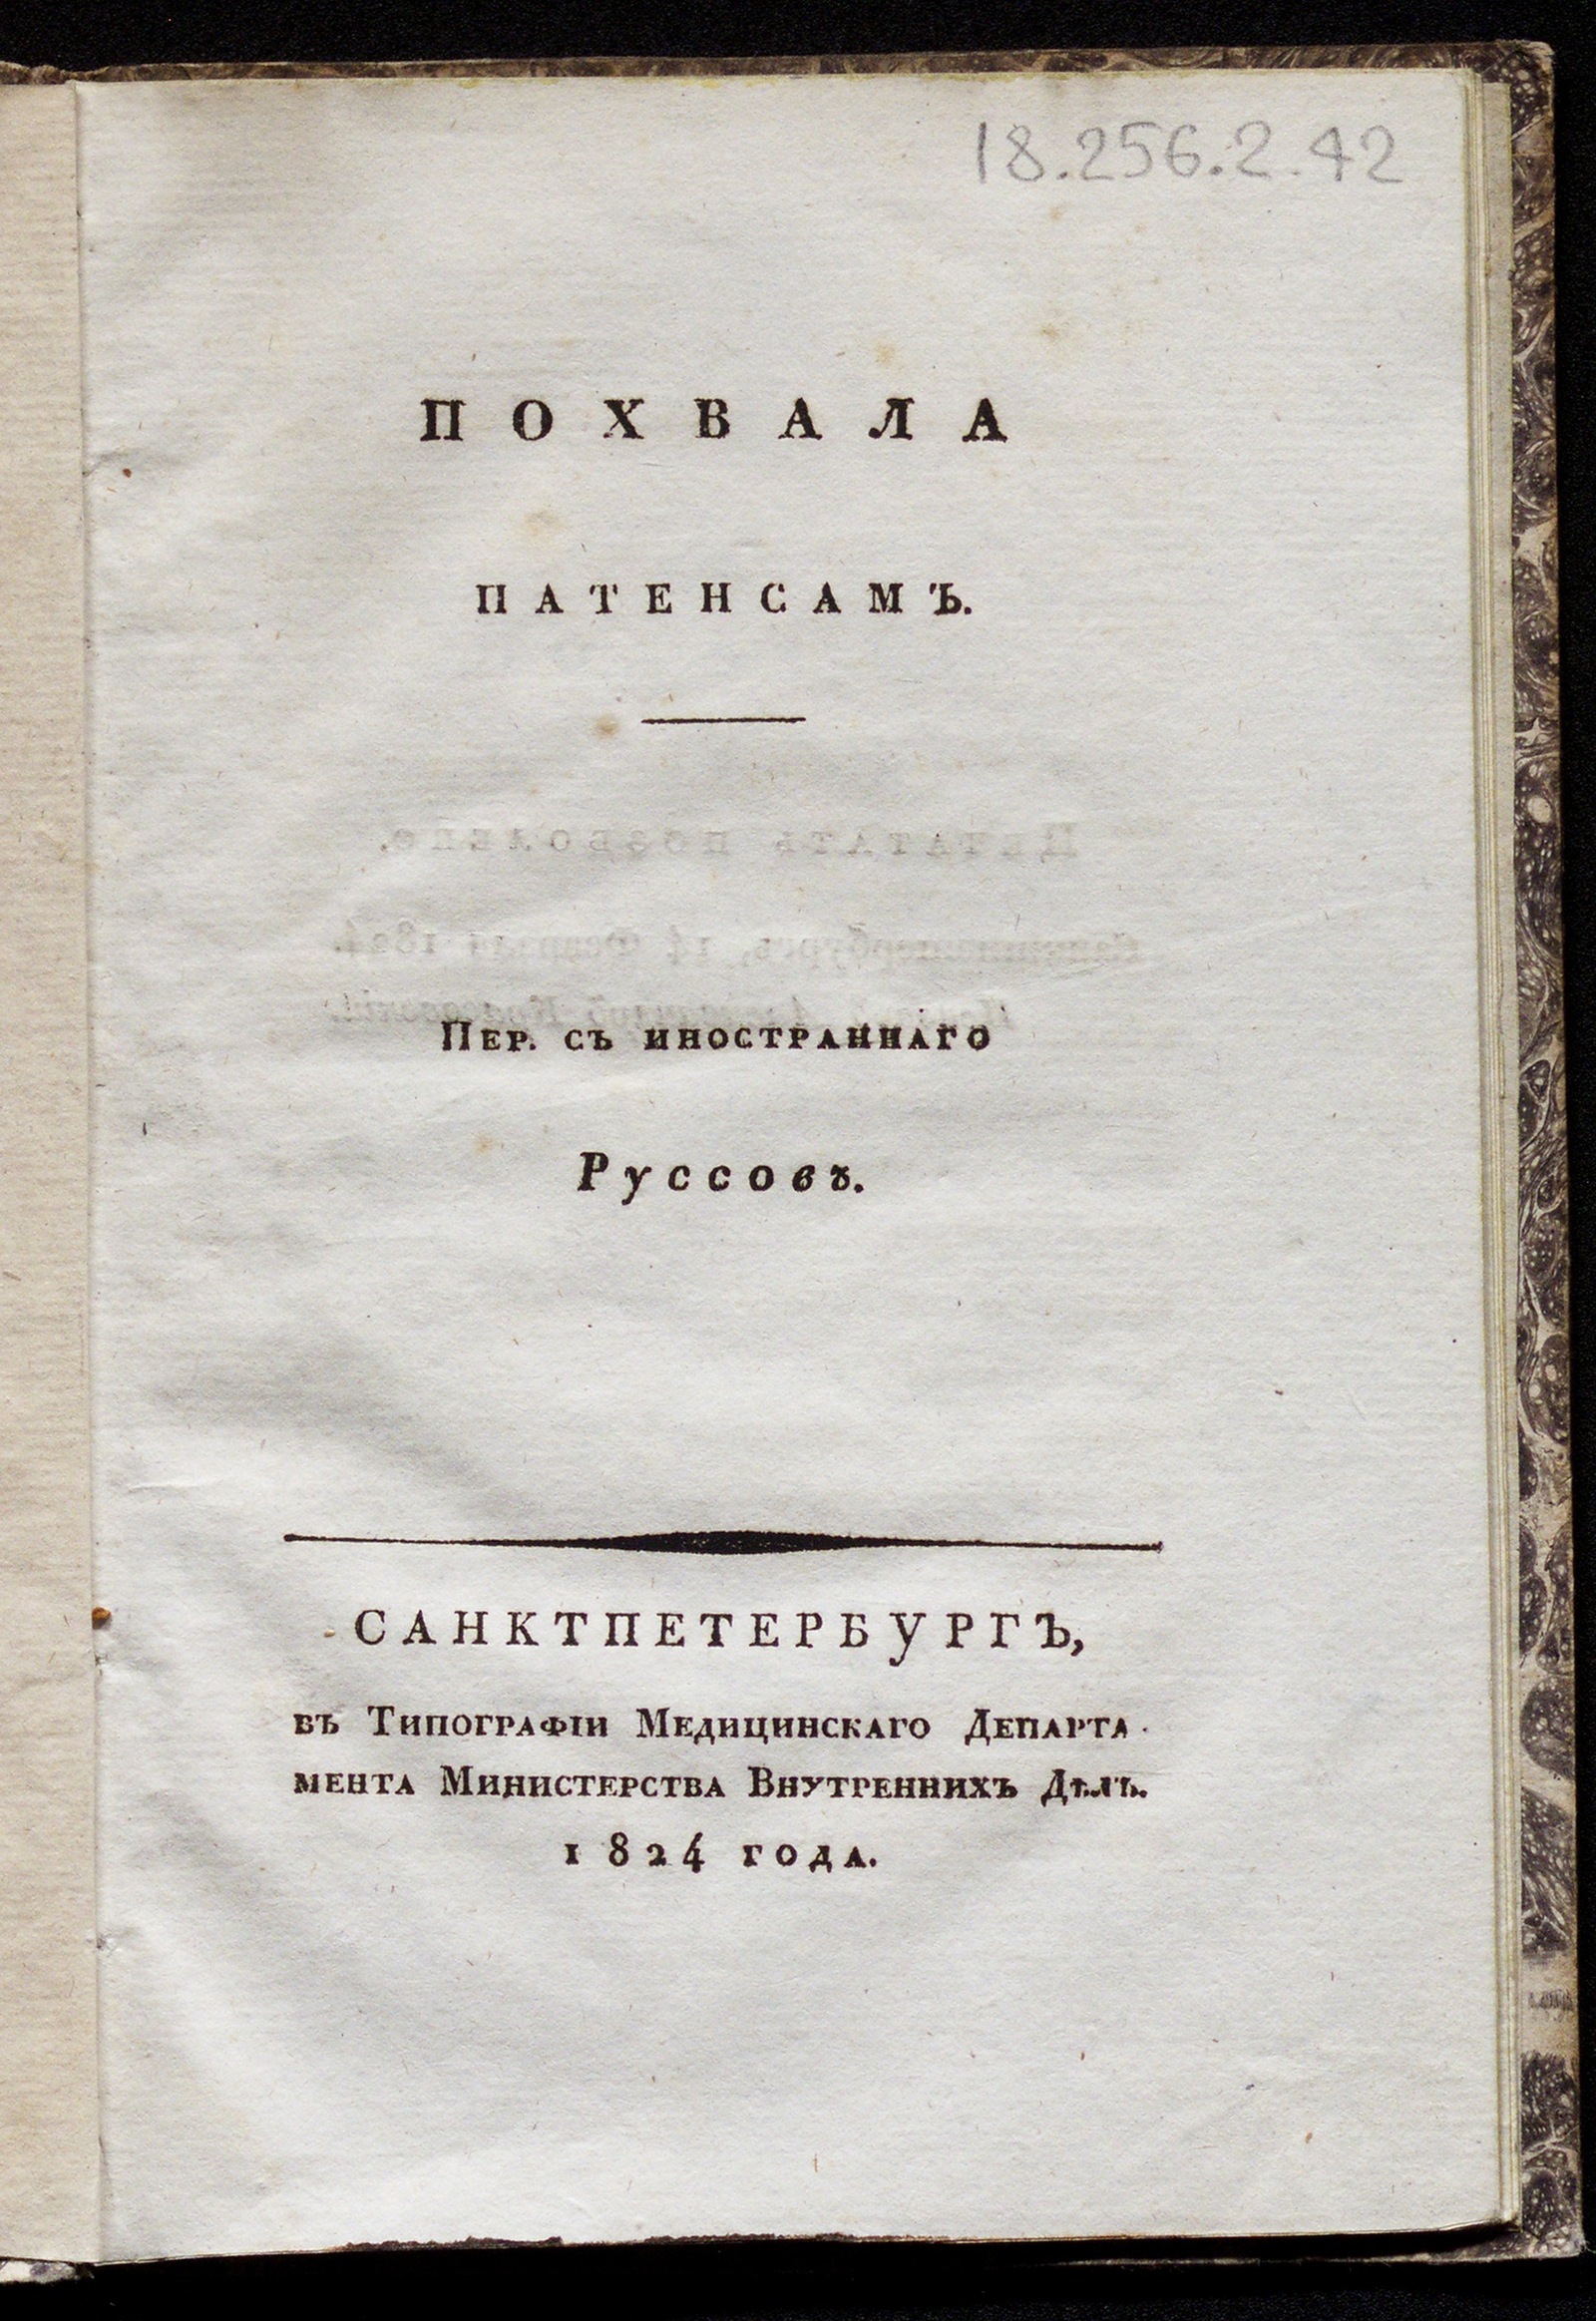 18.256.2.42
ПОХВАЛА
ПАТЕНСАМЪ.
Пер. съ иностраннаго
Руссовъ.
САНКТПЕТЕРБУРГЪ,
въ Типографіи Медицинскаго Департа-
мента Министерства Внутреннихъ Дѣлъ.
1824 года.